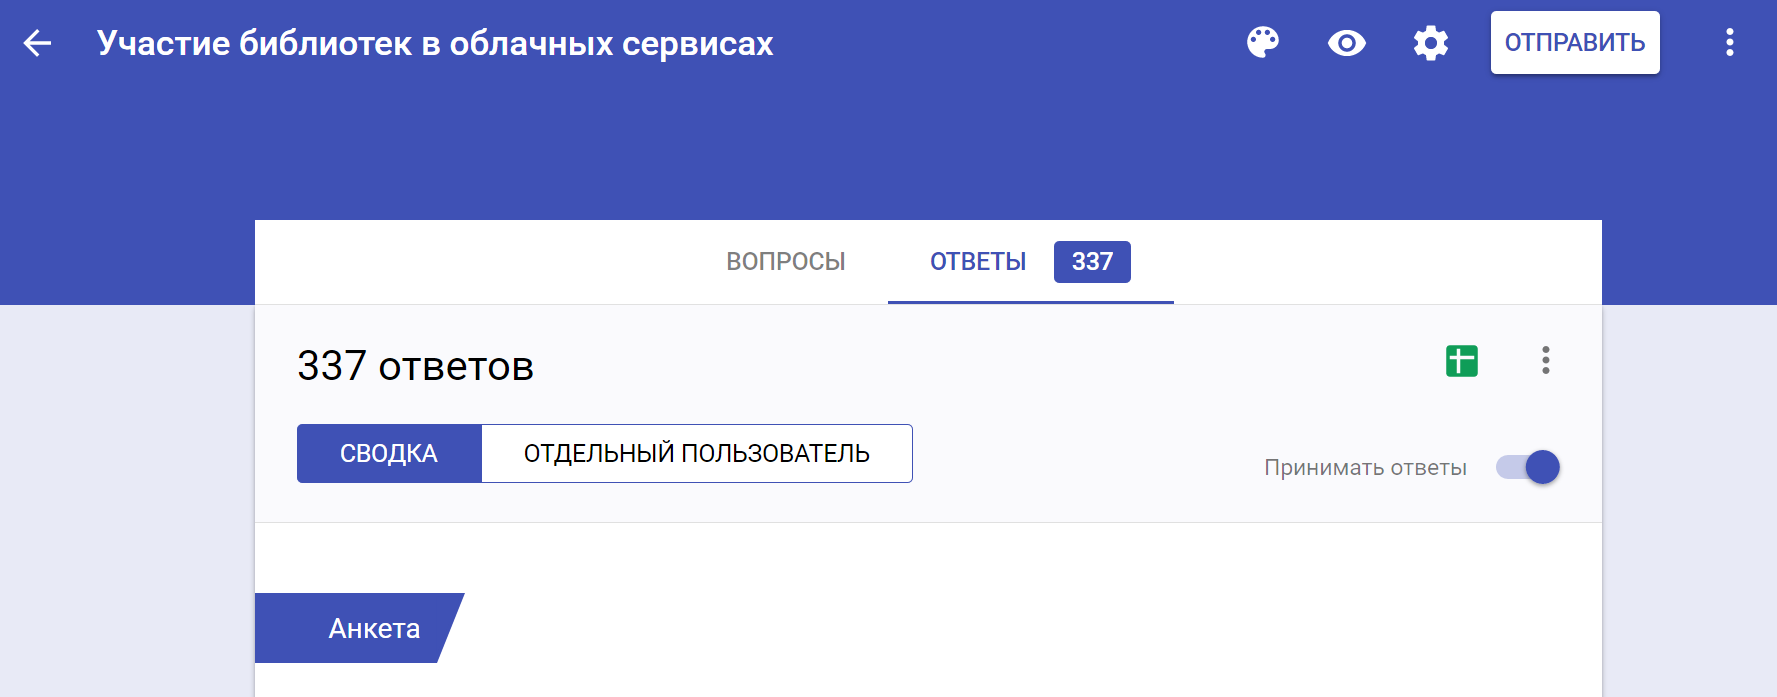 Участие библиотек в облачных сервисах
ОТПРАВИТЬ
ВОПРОСЫ
ОТВЕТЫ 337
337 ответов
СВОДКА
ОТДЕЛЬНЫЙ ПОЛЬЗОВАТЕЛЬ
Принимать ответы
Анкета